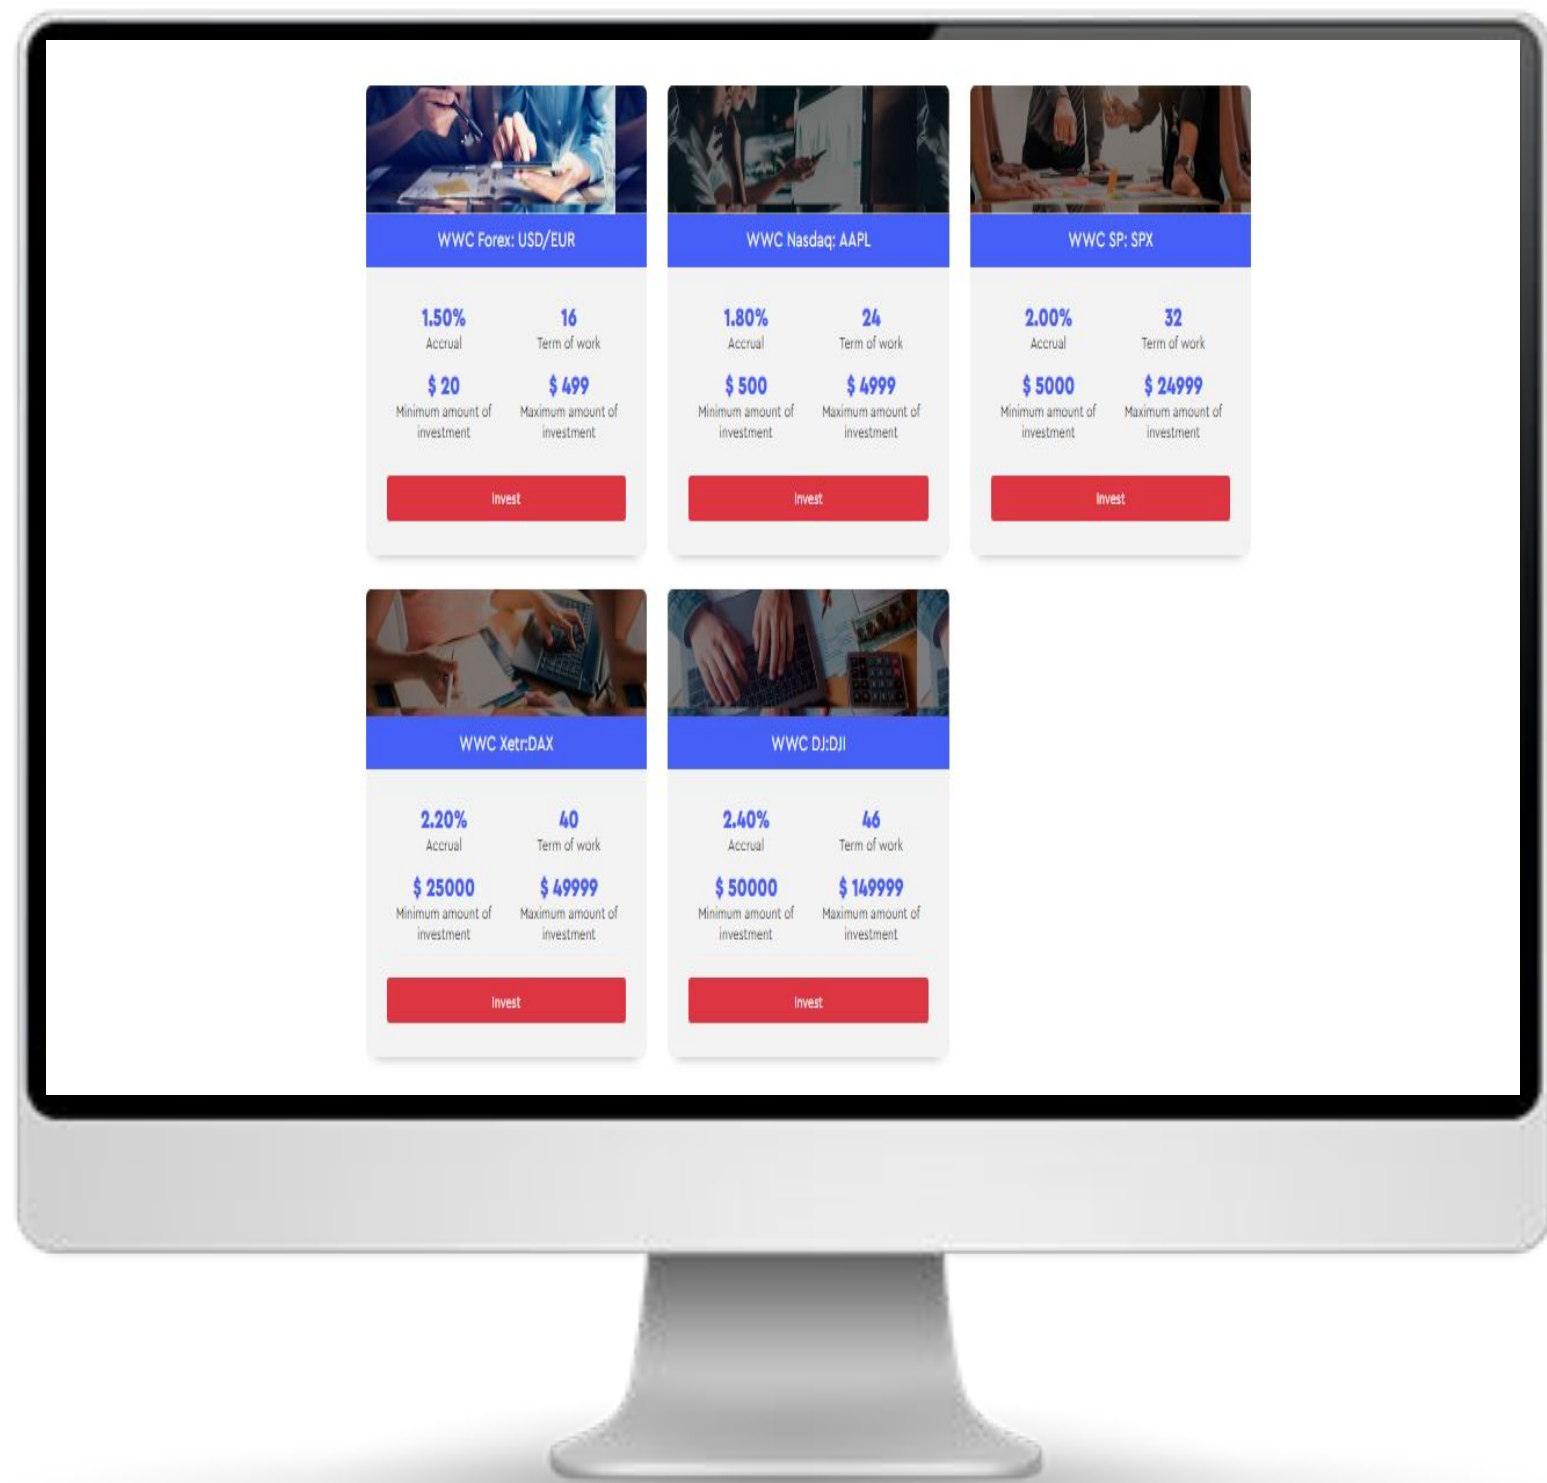 WWC Forex: USD/EUR
1.50%
16
Accrual
Term of work
$ 20
$ 499
Minimum amount of
investment
Maximum amount of
investment
Invest
WWC Nasdaq: AAPL
1.80%
24
Accrual
Term of work
$ 500
$ 4999
Minimum amount of
investment
Maximum amount of
investment
Invest
WWC SP: SPX
2.00%
32
Accrual
Term of work
$ 5000
$ 24999
Minimum amount of
investment
Maximum amount of
investment
Invest
WWC Xetr:DAX
2.20%
40
Accrual
Term of work
$ 25000
$ 49999
Minimum amount of
investment
Maximum amount of
investment
Invest
WWC DJ:DJI
2.40%
46
Accrual
Term of work
$ 50000
$ 149999
Minimum amount of
investment
Maximum amount of
investment
Invest